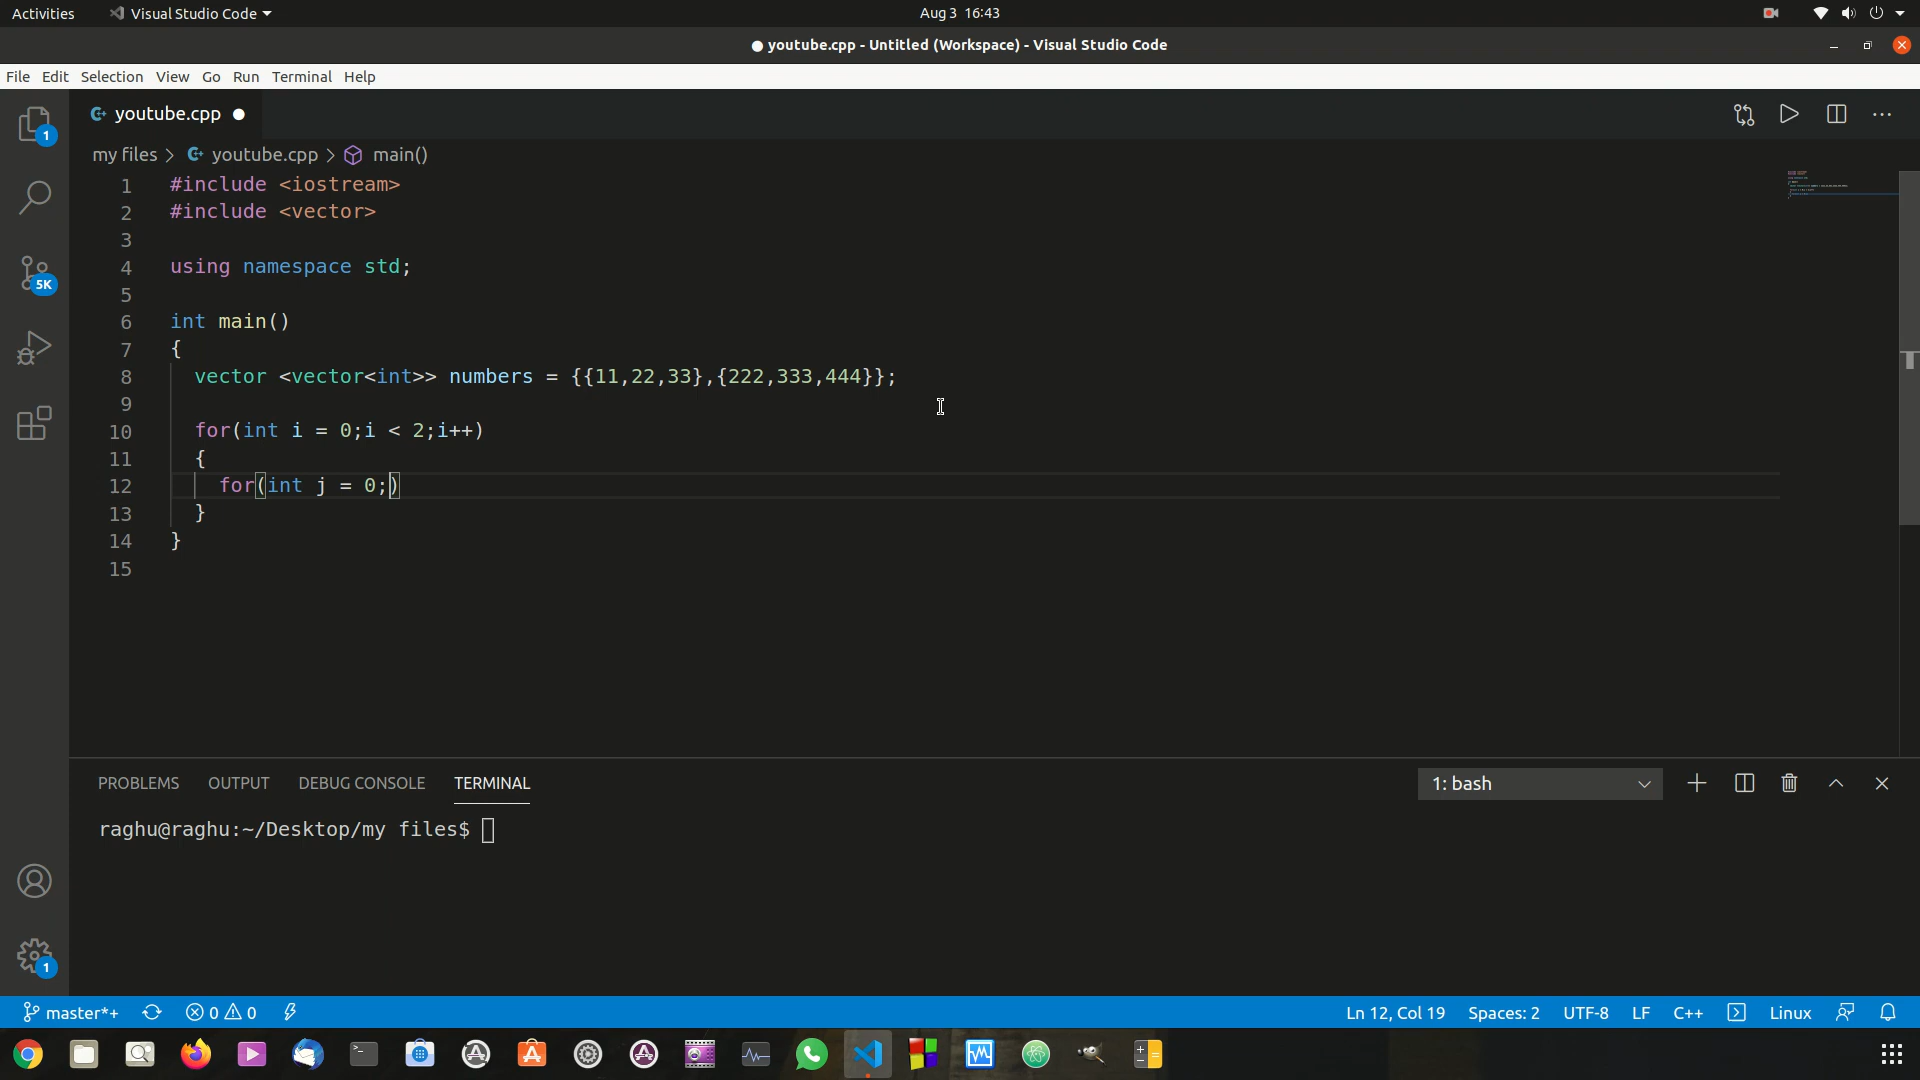 Activities Visual Studio Code Aug 3 16:43
● youtube.cpp - Untitled (Workspace) - Visual Studio Code
File Edit Selection View Go Run Terminal Help
youtube.cpp
my files > youtube.cpp > main()
1 #include <iostream>
2 #include <vector>
3
4 using namespace std;
5
6 int main()
7 {
8 vector <vector<int>> numbers = {{11,22,33},{222,333,444}};
9
10 for(int i = 0;i < 2;i++)
11 {
12 for(int j = 0;)
13 }
14 }
15
1
5K
1
PROBLEMS OUTPUT DEBUG CONSOLE TERMINAL 1: bash
raghu@raghu:~/Desktop/my files$
master*+ 0 0 Ln 12, Col 19 Spaces: 2 UTF-8 LF C++ Linux